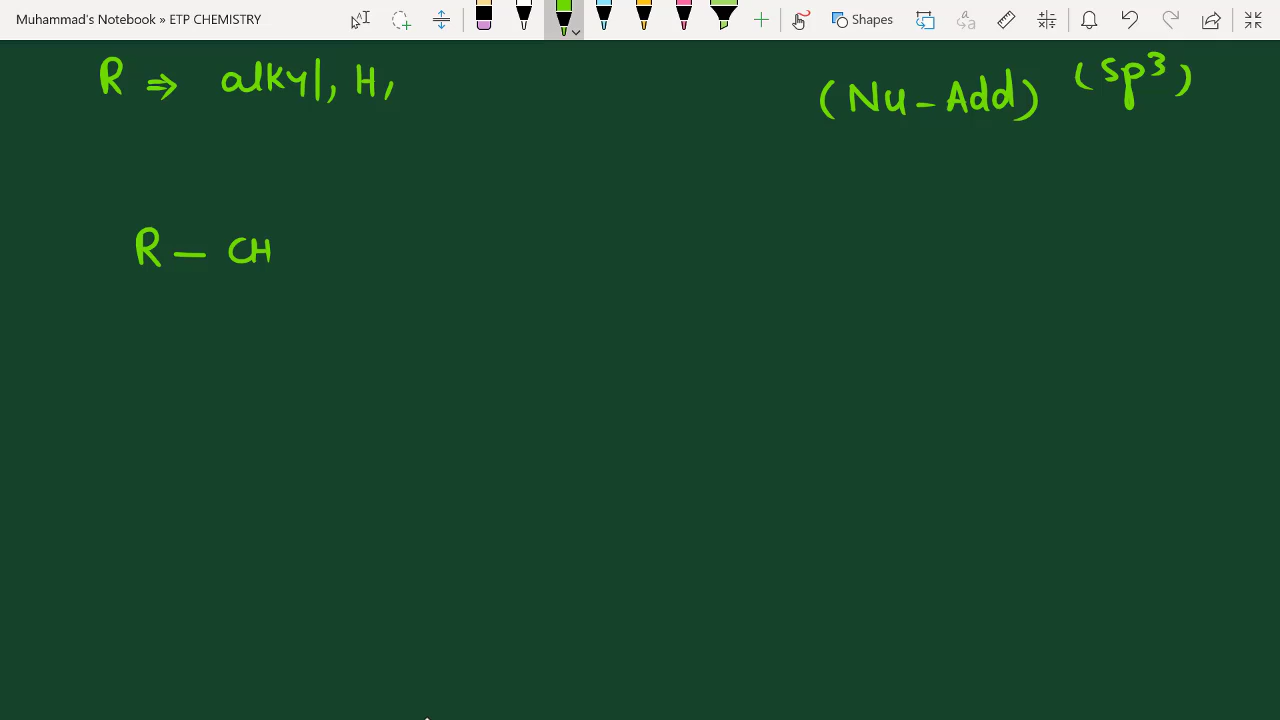 Muhammad's Notebook » ETP CHEMISTRY
Shapes
R ⇒ alkyl, H,
(Nu-Add) (sp³)
R — CH